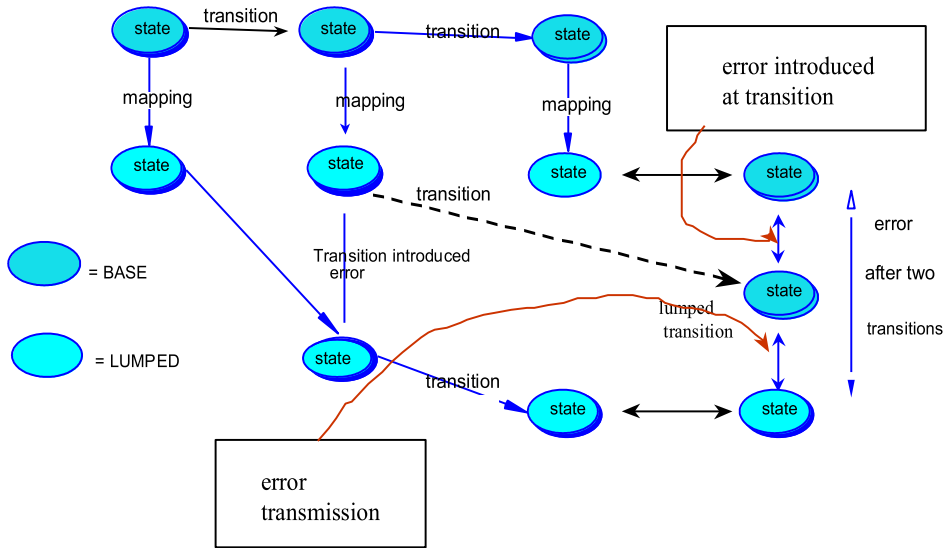 transition
state
state
transition
state
error introduced
at transition
mapping
mapping
mapping
state
state
state
state
transition
error
Transition introduced
error
= BASE
after two
state
lumped
transition
transitions
= LUMPED
state
transition
state
state
error
transmission